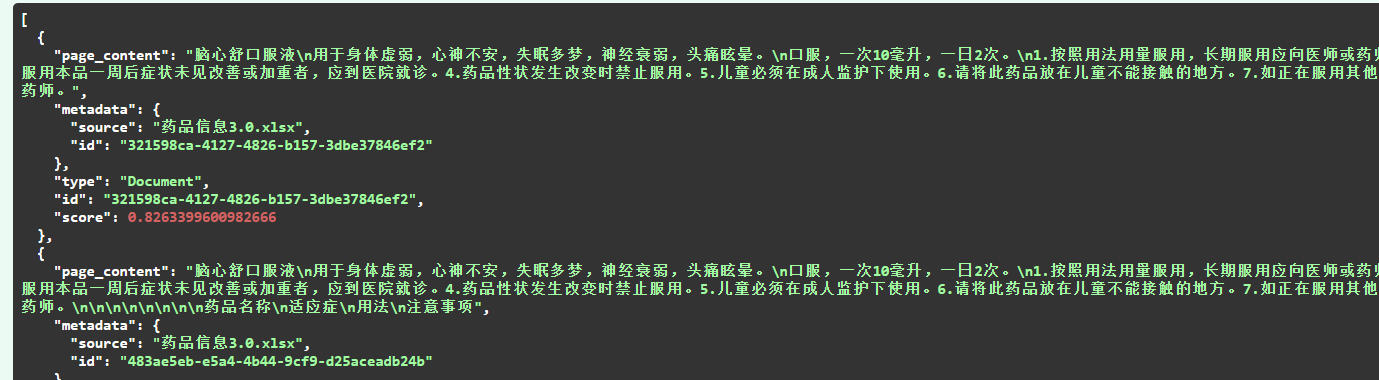 [
{
"page_content": "脑心舒口服液\n用于身体虚弱，心神不安，失眠多梦，神经衰弱，头痛眩晕。\n口服，一次10毫升，一日2次。\n1.按照用法用量服用，长期服用应向医师或药师
服用本品一周后症状未见改善或加重者，应到医院就诊。4.药品性状发生改变时禁止服用。5.儿童必须在成人监护下使用。6.请将此药品放在儿童不能接触的地方。7.如正在服用其他
药师。",
"metadata": {
"source": "药品信息3.0.xlsx",
"id": "321598ca-4127-4826-b157-3dbe37846ef2"
},
"type": "Document",
"id": "321598ca-4127-4826-b157-3dbe37846ef2",
"score": 0.8263399600982666
},
{
"page_content": "脑心舒口服液\n用于身体虚弱，心神不安，失眠多梦，神经衰弱，头痛眩晕。\n口服，一次10毫升，一日2次。\n1.按照用法用量服用，长期服用应向医师或药师
服用本品一周后症状未见改善或加重者，应到医院就诊。4.药品性状发生改变时禁止服用。5.儿童必须在成人监护下使用。6.请将此药品放在儿童不能接触的地方。7.如正在服用其他
药师。\n\n\n\n\n\n\n\n药品名称\n适应症\n用法\n注意事项",
"metadata": {
"source": "药品信息3.0.xlsx",
"id": "483ae5eb-e5a4-4b44-9cf9-d25aceadb24b"
}